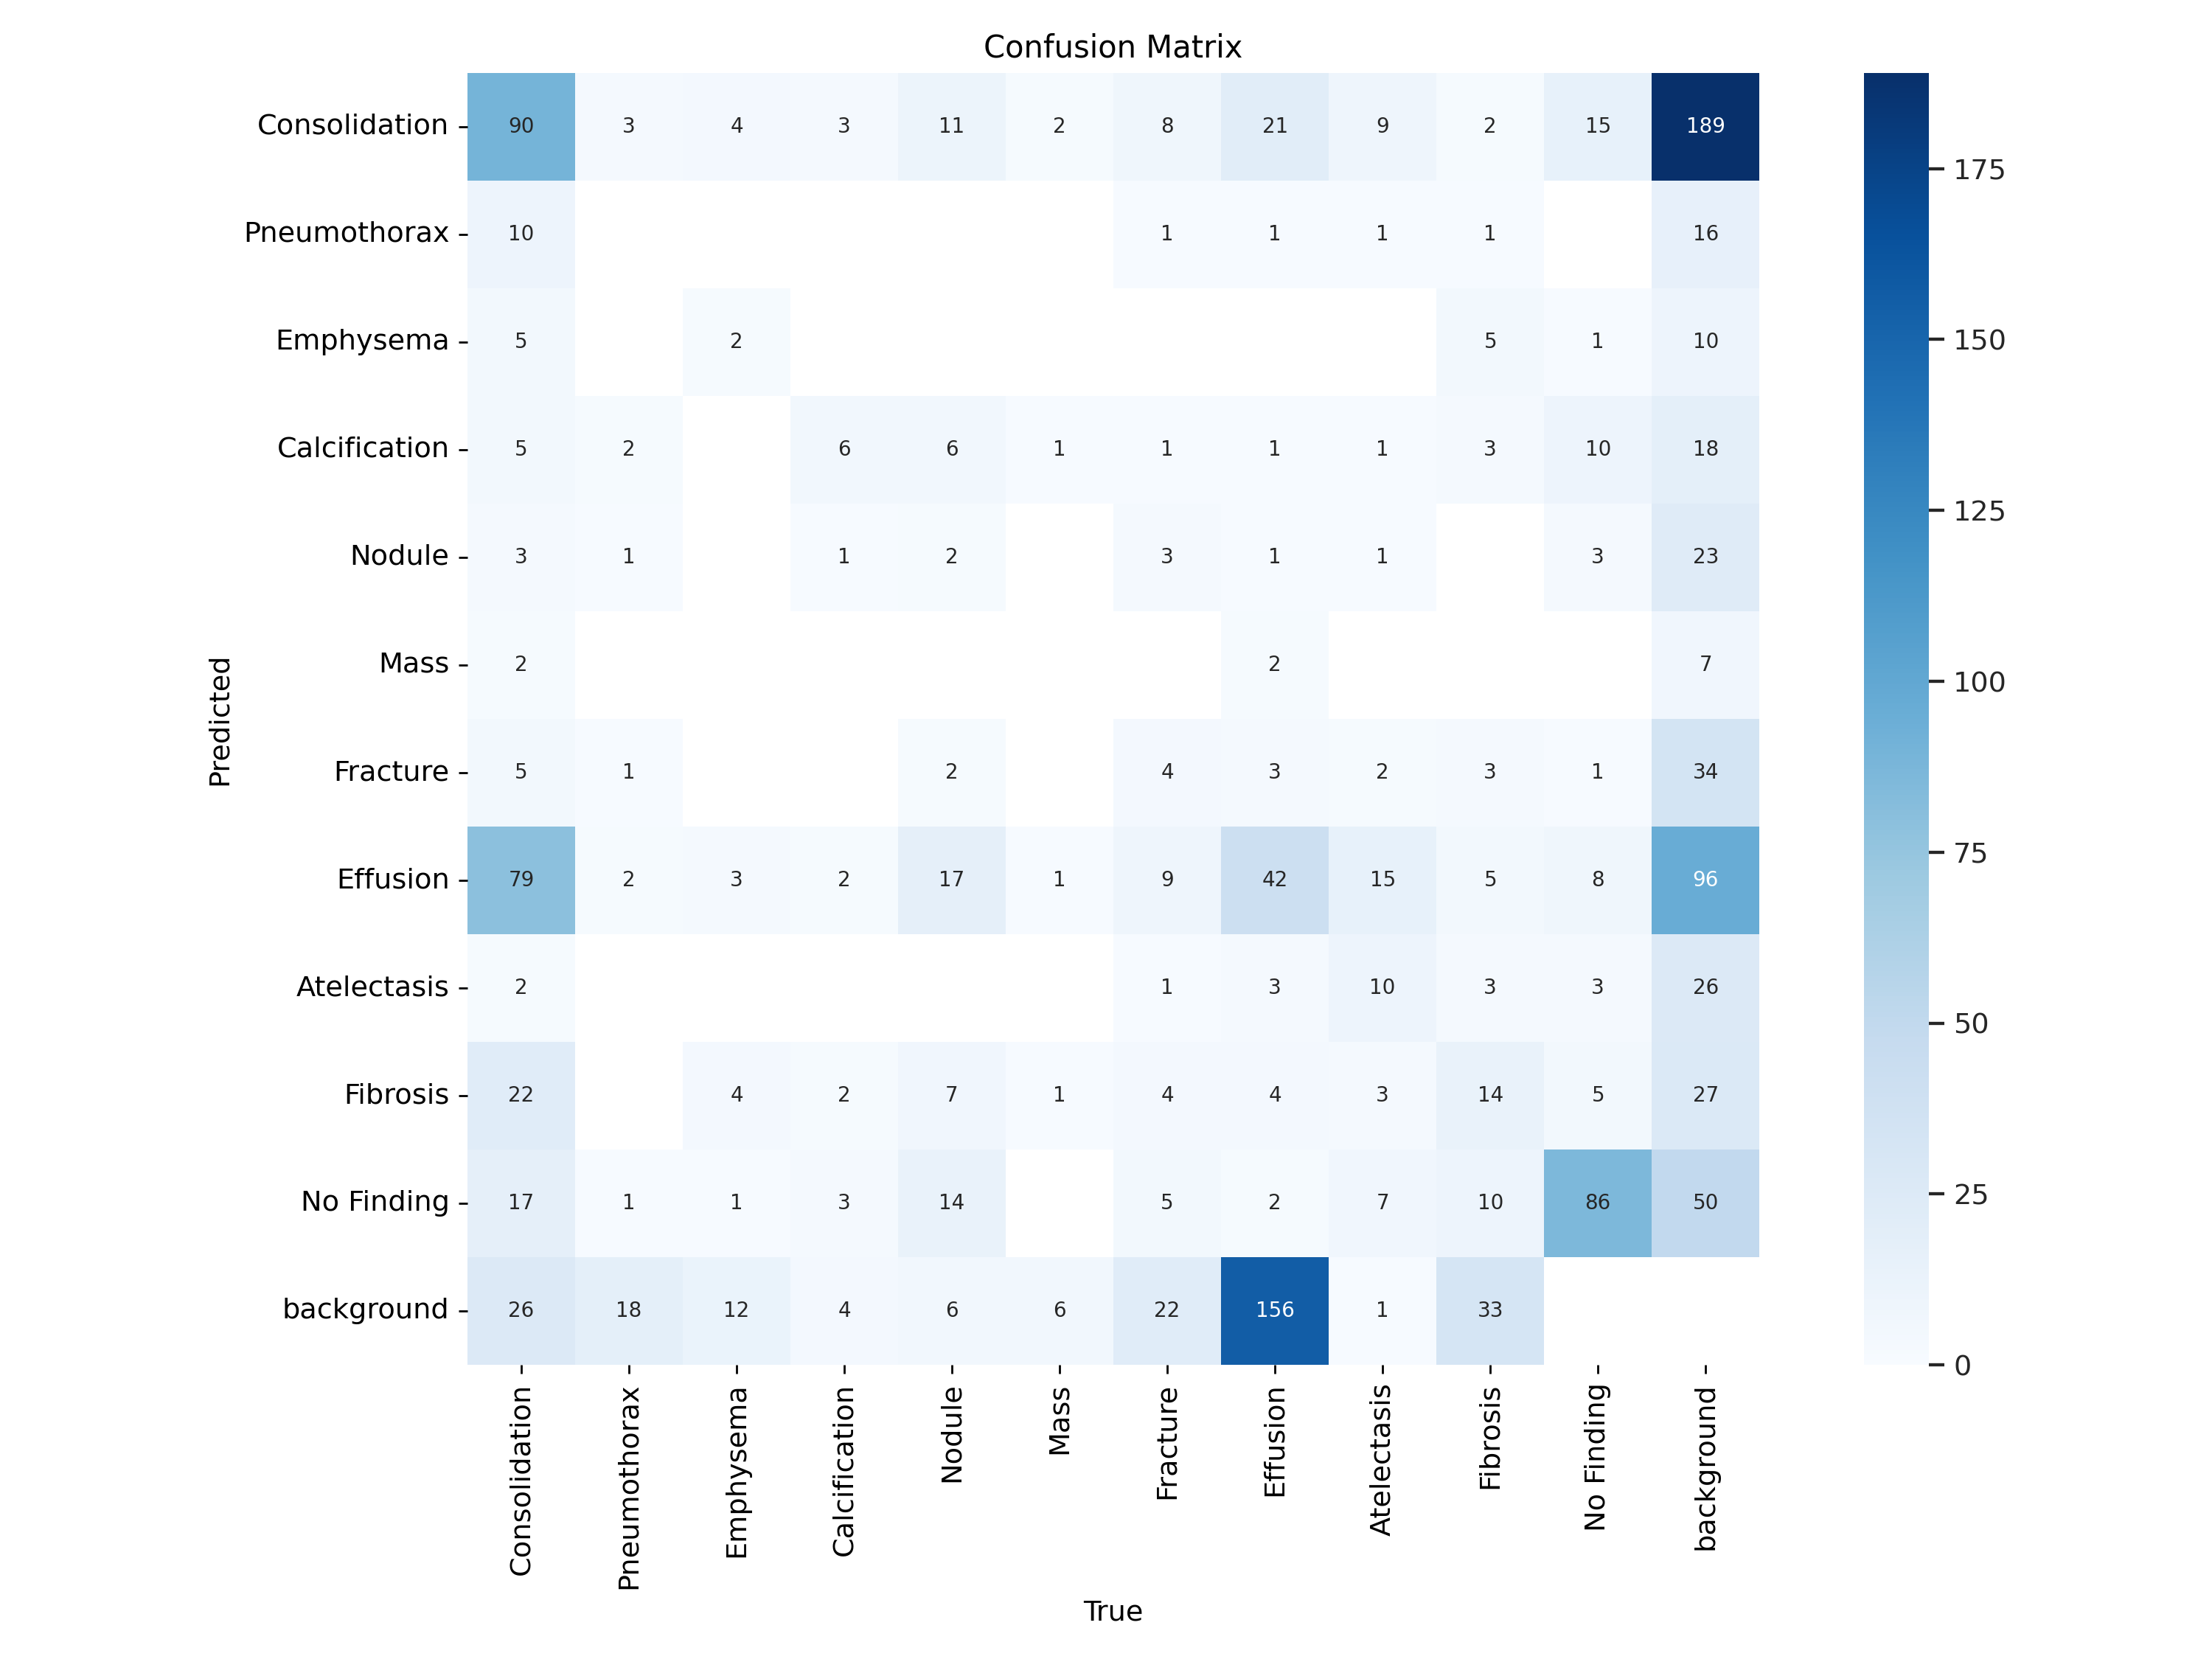 Confusion Matrix
Consolidation 90 3 4 3 11 2 8 21 9 2 15 189
Pneumothorax 10 1 1 1 1 16
Emphysema 5 2 5 1 10
Calcification 5 2 6 6 1 1 1 1 3 10 18
Nodule 3 1 1 2 3 1 1 3 23
Mass 2 2 7
Fracture 5 1 2 4 3 2 3 1 34
Effusion 79 2 3 2 17 1 9 42 15 5 8 96
Atelectasis 2 1 3 10 3 3 26
Fibrosis 22 4 2 7 1 4 4 3 14 5 27
No Finding 17 1 1 3 14 5 2 7 10 86 50
background 26 18 12 4 6 6 22 156 1 33
Predicted
Consolidation
Pneumothorax
Emphysema
Calcification
Nodule
Mass
Fracture
Effusion
Atelectasis
Fibrosis
No Finding
background
True
175
150
125
100
75
50
25
0